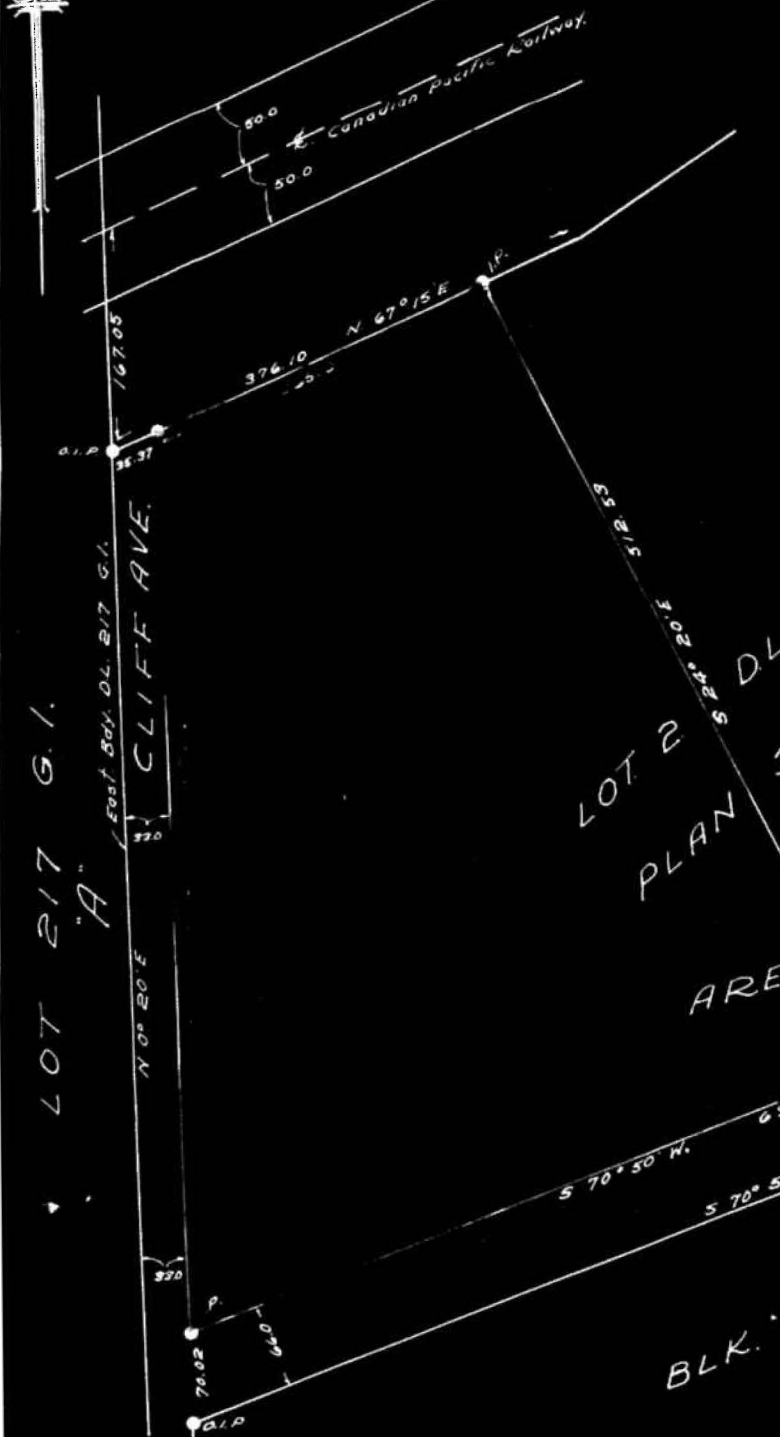 50.0
℄ Canadian Pacific Railway.
50.0
I.P.
N 67° 15' E
376.10
167.05
O.I.P.
35.37
CLIFF AVE.
East Bdy. D.L. 217 G.1.
512.53
S 24° 20' E
33.0
LOT 217 G.1.
"A"
LOT 2 D.L
PLAN
N 0° 20' E
ARE
S 70° 50' W.
S 70° 5
33.0
P.
66.0
70.02
O.I.P
BLK.